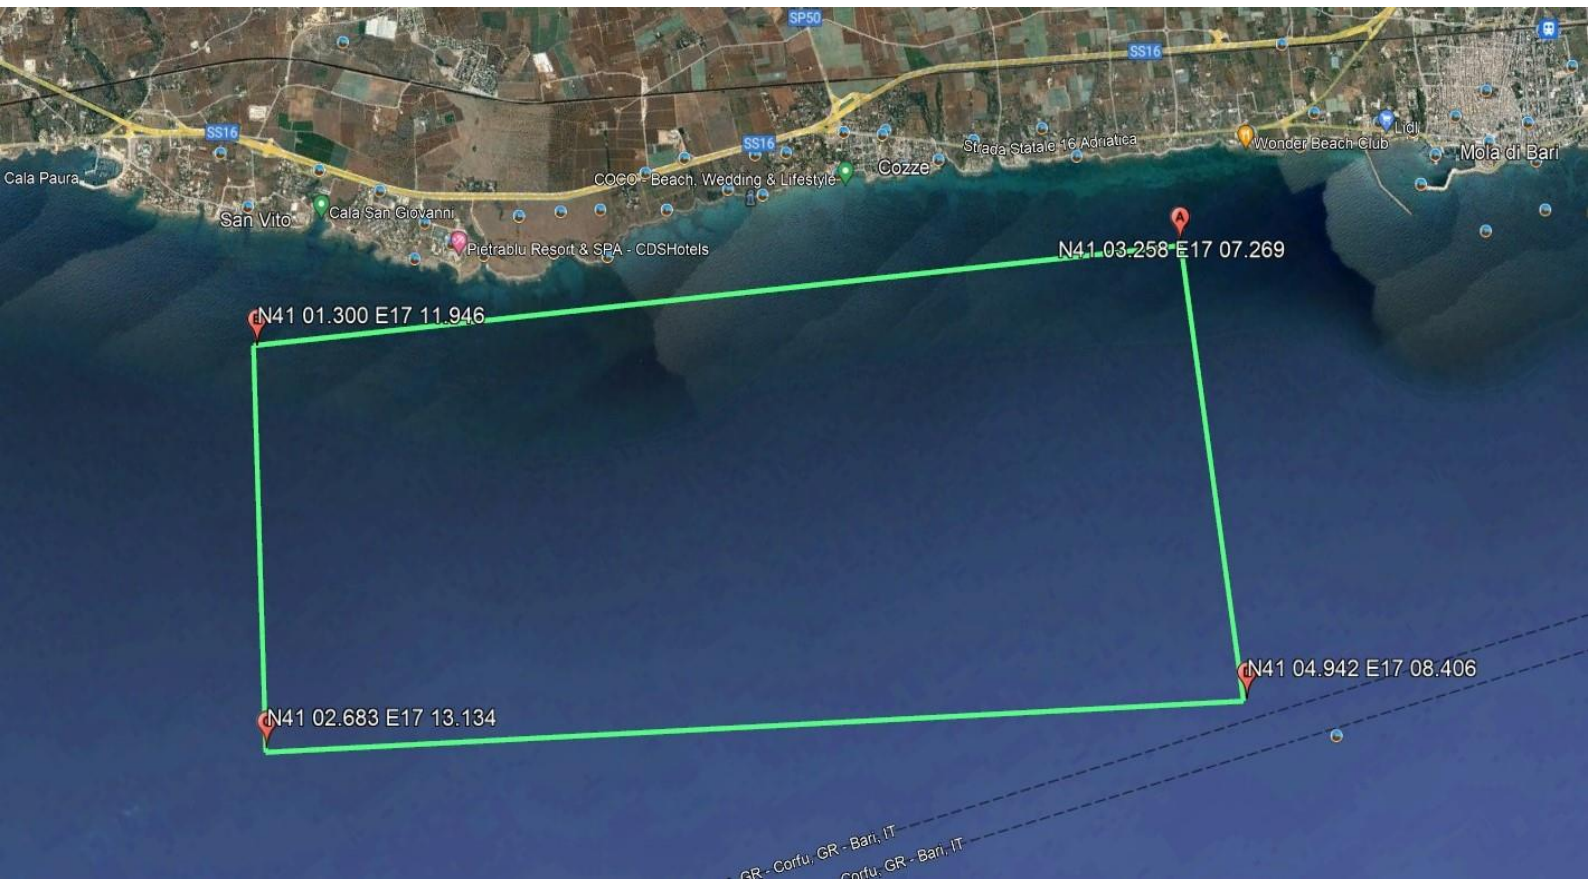 SP50
SS16
SS16
SS16
Lidl
Strada Statale 16 Adriatica
Wonder Beach Club
Mola di Bari
Cala Paura
COCO - Beach, Wedding & Lifestyle
Cozze
San Vito
Cala San Giovanni
A
Pietrablu Resort & SPA - CDSHotels
N41 03.258 E17 07.269
N41 01.300 E17 11.946
N41 04.942 E17 08.406
N41 02.683 E17 13.134
GR - Corfu, GR - Bari, IT
Corfu, GR - Bari, IT